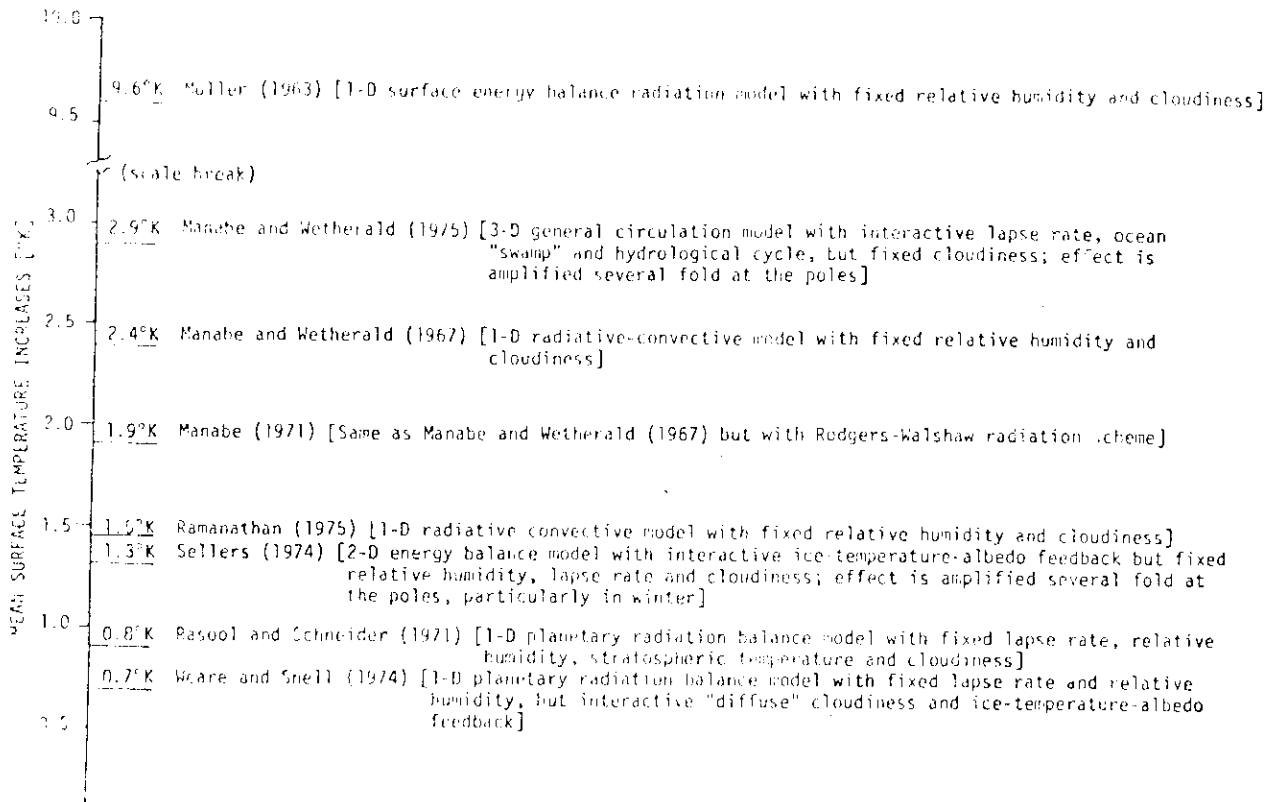 10.0
9.6°K Moller (1963) [1-D surface energy balance radiation model with fixed relative humidity and cloudiness]
9.5
(scale break)
3.0
2.9°K Manabe and Wetherald (1975) [3-D general circulation model with interactive lapse rate, ocean
"swamp" and hydrological cycle, but fixed cloudiness; effect is
amplified several fold at the poles]
2.5
2.4°K Manabe and Wetherald (1967) [1-D radiative-convective model with fixed relative humidity and
cloudiness]
2.0
1.9°K Manabe (1971) [Same as Manabe and Wetherald (1967) but with Rodgers-Walshaw radiation scheme]
1.5
°K Ramanathan (1975) [1-D radiative convective model with fixed relative humidity and cloudiness]
1.3°K Sellers (1974) [2-D energy balance model with interactive ice-temperature-albedo feedback but fixed
relative humidity, lapse rate and cloudiness; effect is amplified several fold at
the poles, particularly in winter]
1.0
0.8°K Rasool and Schneider (1971) [1-D planetary radiation balance model with fixed lapse rate, relative
humidity, stratospheric temperature and cloudiness]
0.7°K Weare and Snell (1974) [1-D planetary radiation balance model with fixed lapse rate and relative
humidity, but interactive "diffuse" cloudiness and ice-temperature-albedo
feedback]
0.5
MEAN SURFACE TEMPERATURE INCREASES [°K]